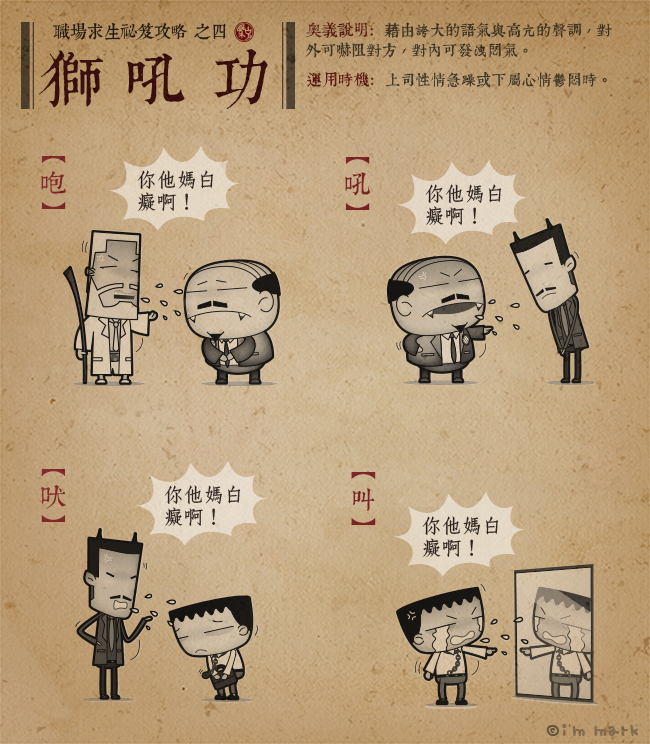 職場求生祕笈攻略 之四
獅吼功
奧義說明: 藉由誇大的語氣與高亢的聲調，對
外可嚇阻對方，對內可發洩悶氣。
運用時機: 上司性情急躁或下屬心情鬱悶時。
【咆】
你他媽白
癡啊！
【吼】
你他媽白
癡啊！
【吠】
你他媽白
癡啊！
【叫】
你他媽白
癡啊！
©i'm mark